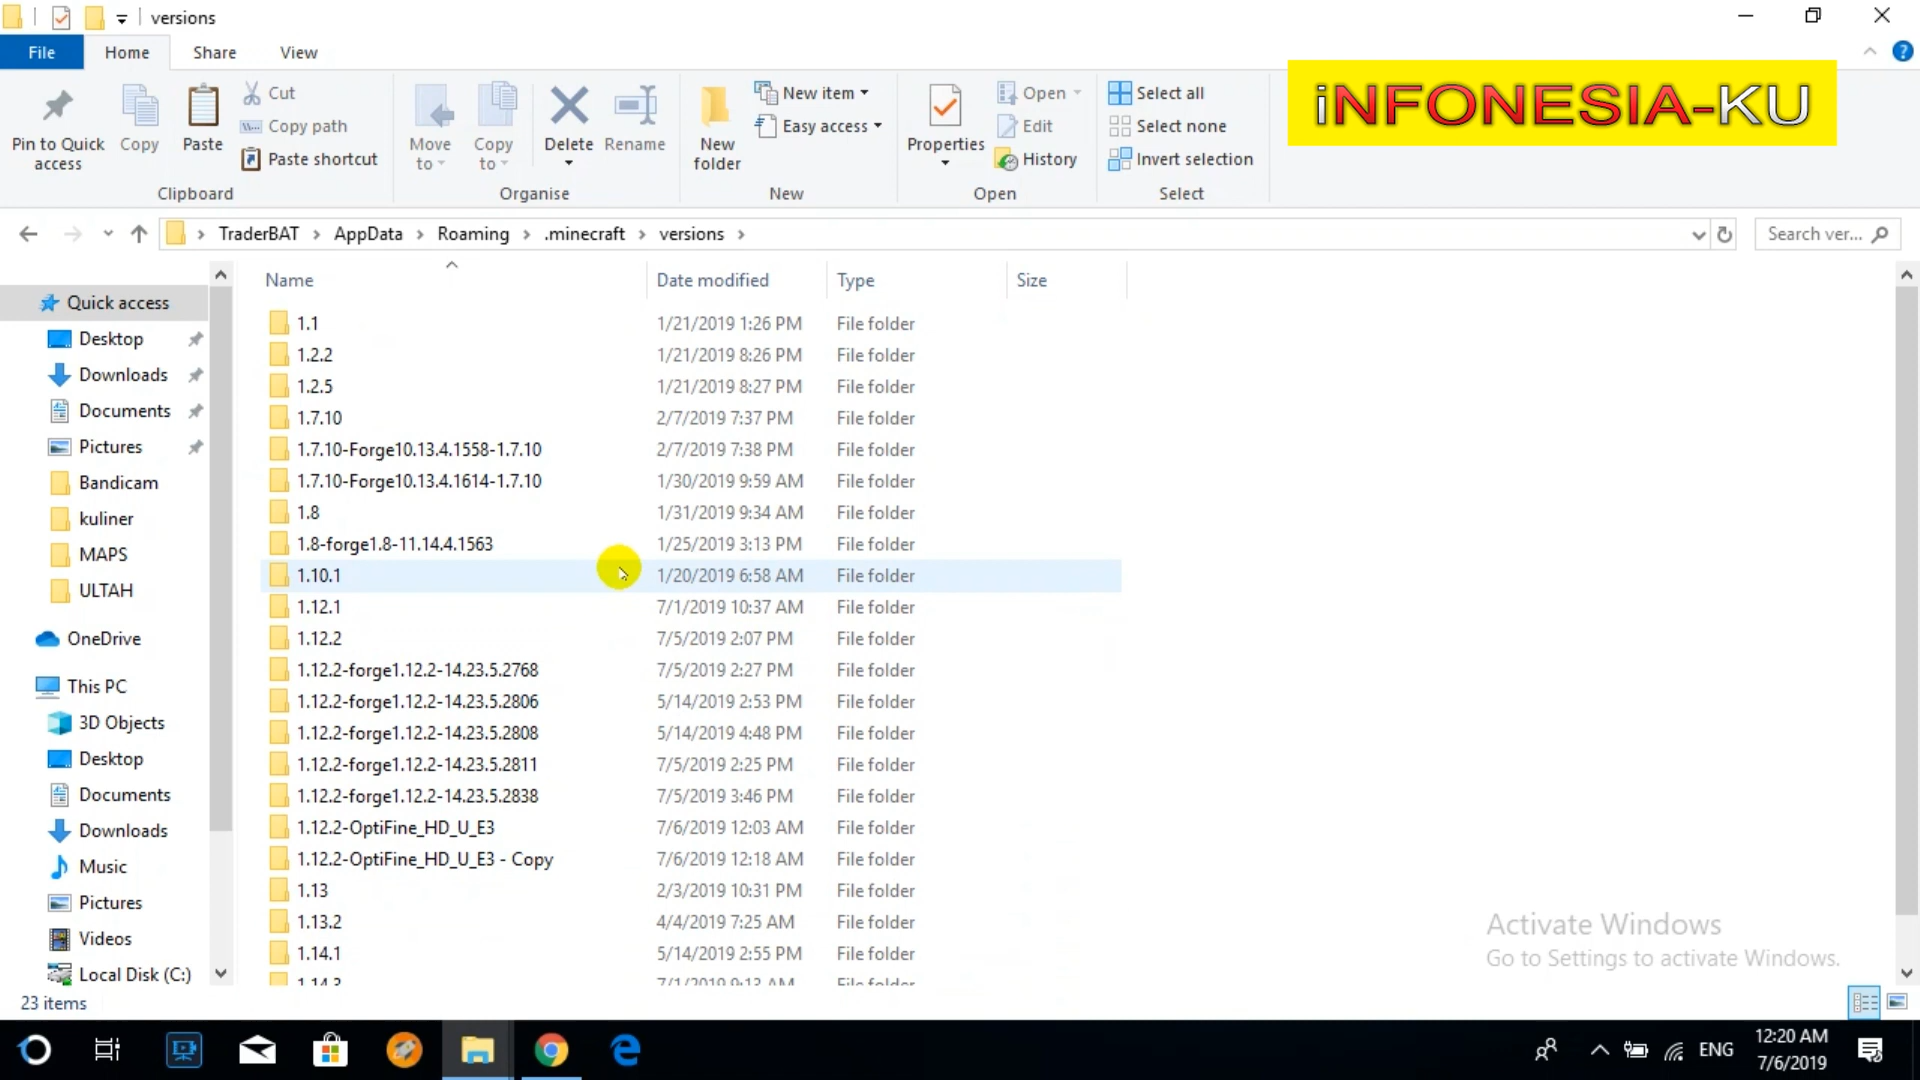 versions
File Home Share View
iNFONESIA-KU
Pin to Quick access
Copy
Paste
Cut
Copy path
Paste shortcut
Move to
Copy to
Delete
Rename
New folder
New item
Easy access
Properties
Open
Edit
History
Select all
Select none
Invert selection
Clipboard Organise New Open Select
TraderBAT > AppData > Roaming > .minecraft > versions >
Search ver...
Quick access
Desktop
Downloads
Documents
Pictures
Bandicam
kuliner
MAPS
ULTAH
OneDrive
This PC
3D Objects
Desktop
Documents
Downloads
Music
Pictures
Videos
Local Disk (C:)
Name Date modified Type Size
1.1 1/21/2019 1:26 PM File folder
1.2.2 1/21/2019 8:26 PM File folder
1.2.5 1/21/2019 8:27 PM File folder
1.7.10 2/7/2019 7:37 PM File folder
1.7.10-Forge10.13.4.1558-1.7.10 2/7/2019 7:38 PM File folder
1.7.10-Forge10.13.4.1614-1.7.10 1/30/2019 9:59 AM File folder
1.8 1/31/2019 9:34 AM File folder
1.8-forge1.8-11.14.4.1563 1/25/2019 3:13 PM File folder
1.10.1 1/20/2019 6:58 AM File folder
1.12.1 7/1/2019 10:37 AM File folder
1.12.2 7/5/2019 2:07 PM File folder
1.12.2-forge1.12.2-14.23.5.2768 7/5/2019 2:27 PM File folder
1.12.2-forge1.12.2-14.23.5.2806 5/14/2019 2:53 PM File folder
1.12.2-forge1.12.2-14.23.5.2808 5/14/2019 4:48 PM File folder
1.12.2-forge1.12.2-14.23.5.2811 7/5/2019 2:25 PM File folder
1.12.2-forge1.12.2-14.23.5.2838 7/5/2019 3:46 PM File folder
1.12.2-OptiFine_HD_U_E3 7/6/2019 12:03 AM File folder
1.12.2-OptiFine_HD_U_E3 - Copy 7/6/2019 12:18 AM File folder
1.13 2/3/2019 10:31 PM File folder
1.13.2 4/4/2019 7:25 AM File folder
1.14.1 5/14/2019 2:55 PM File folder
1.14.3 7/1/2019 9:13 AM File folder
Activate Windows
Go to Settings to activate Windows.
23 items
ENG
12:20 AM
7/6/2019